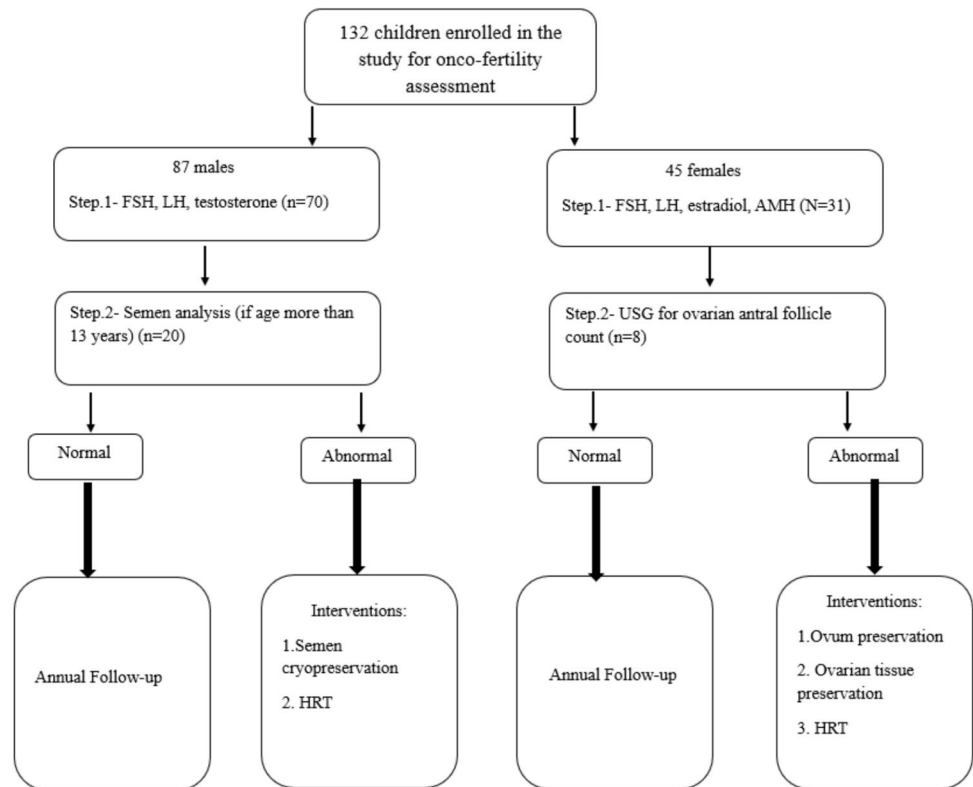 132 children enrolled in the
study for onco-fertility
assessment
87 males
Step.1- FSH, LH, testosterone (n=70)
45 females
Step.1- FSH, LH, estradiol, AMH (N=31)
Step.2- Semen analysis (if age more than
13 years) (n=20)
Step.2- USG for ovarian antral follicle
count (n=8)
Normal
Abnormal
Normal
Abnormal
Annual Follow-up
Interventions:
1.Semen
cryopreservation
2. HRT
Annual Follow-up
Interventions:
1.Ovum preservation
2. Ovarian tissue
preservation
3. HRT